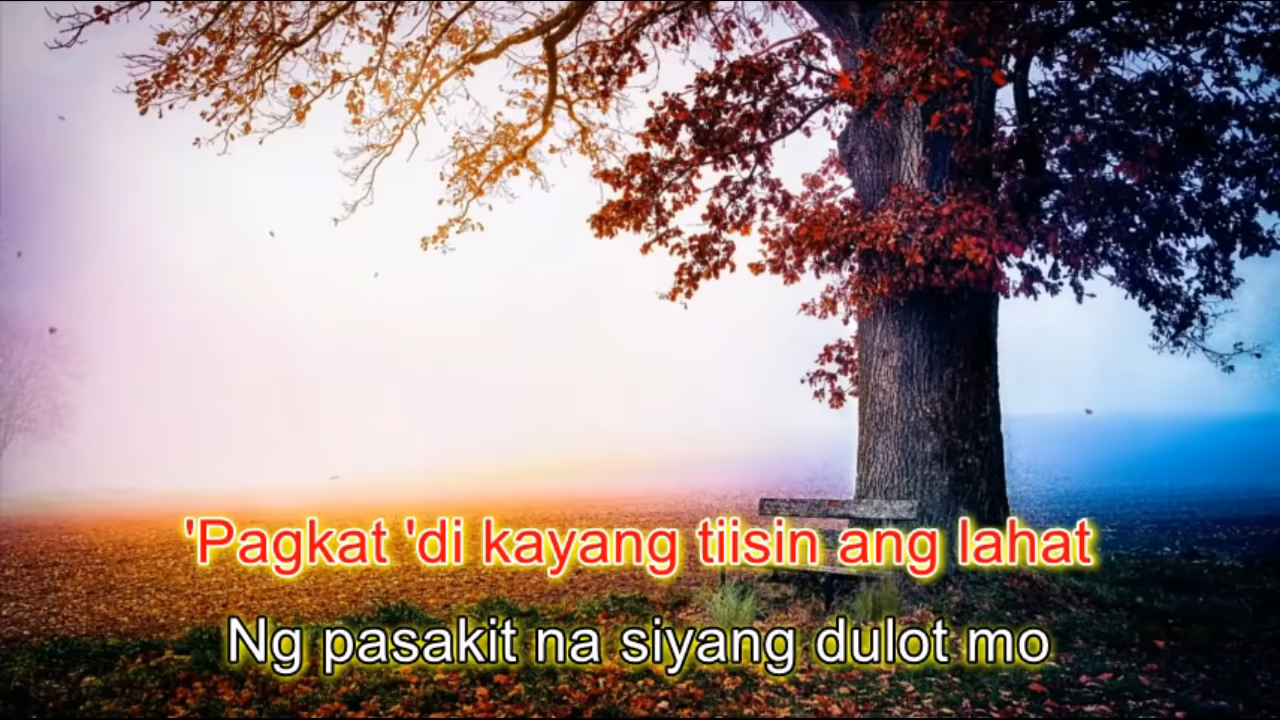 'Pagkat 'di kayang tiisin ang lahat
Ng pasakit na siyang dulot mo